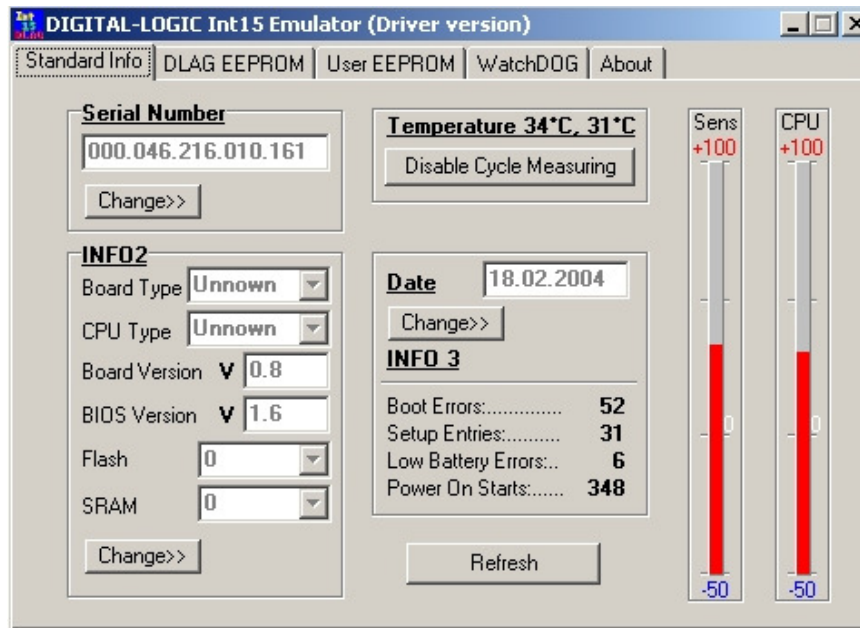 Int 15 DLAG DIGITAL-LOGIC Int15 Emulator (Driver version)
Standard Info DLAG EEPROM User EEPROM WatchDOG About
Serial Number
000.046.216.010.161
Change>>
Temperature 34°C, 31°C
Disable Cycle Measuring
INFO2
Board Type Unnown
CPU Type Unnown
Board Version V 0.8
BIOS Version V 1.6
Flash 0
SRAM 0
Change>>
Date 18.02.2004
Change>>
INFO 3
Boot Errors:.............. 52
Setup Entries:.......... 31
Low Battery Errors:.. 6
Power On Starts:...... 348
Refresh
Sens
+100
0
-50
CPU
+100
0
-50